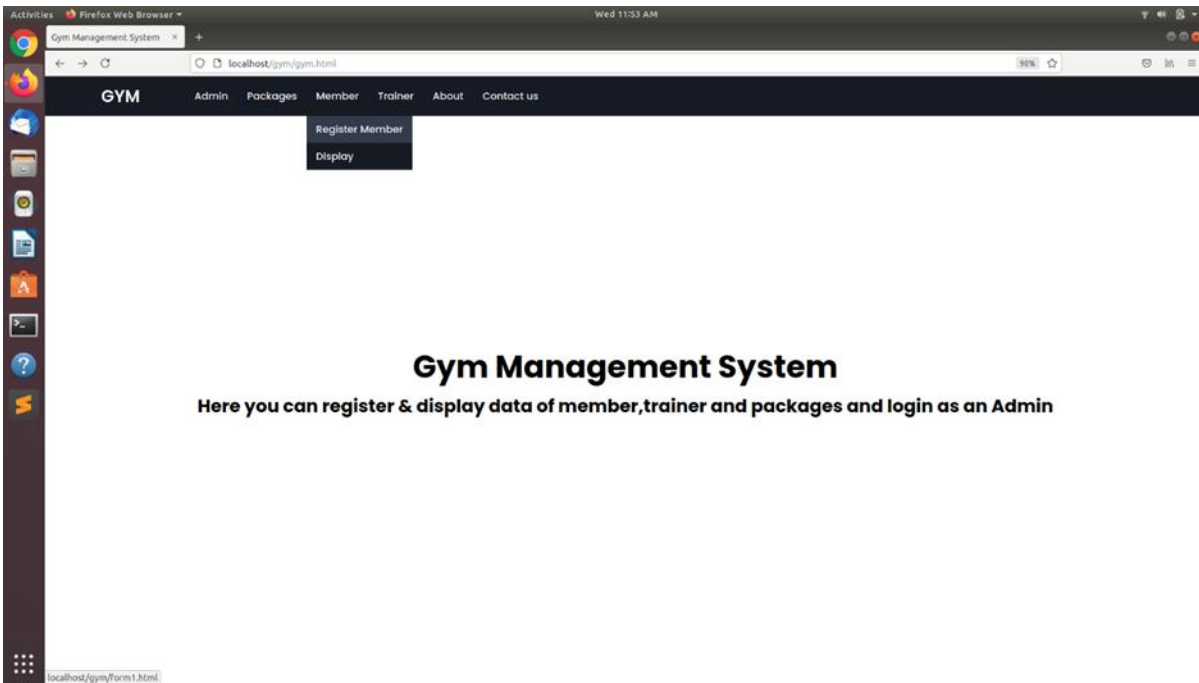 Activities Firefox Web Browser Wed 11:53 AM
Gym Management System × +
localhost/gym/gym.html 90%
GYM Admin Packages Member Trainer About Contact us
Register Member
Display
Gym Management System
Here you can register & display data of member,trainer and packages and login as an Admin
localhost/gym/form1.html